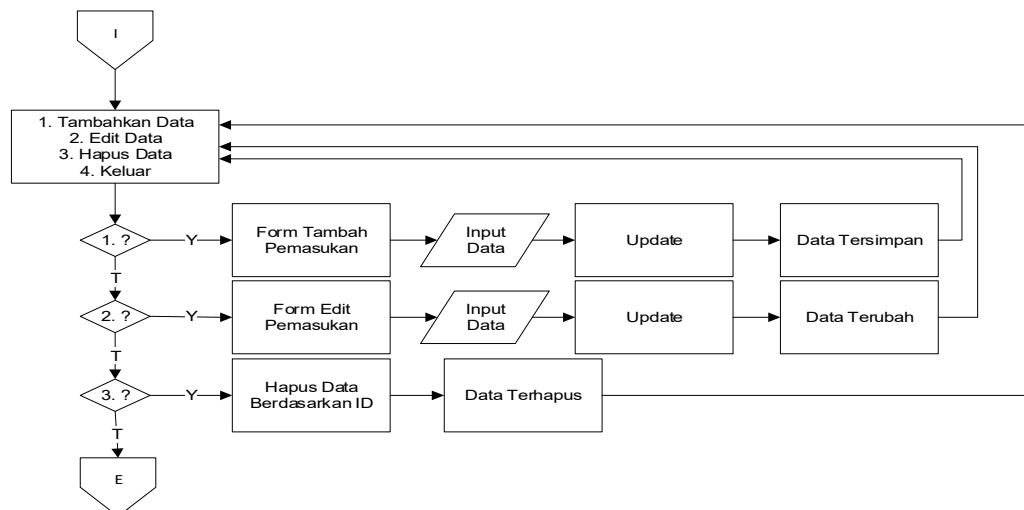 I
1. Tambahkan Data
2. Edit Data
3. Hapus Data
4. Keluar
1. ?
Y
Form Tambah
Pemasukan
Input
Data
Update
Data Tersimpan
T
2. ?
Y
Form Edit
Pemasukan
Input
Data
Update
Data Terubah
T
3. ?
Y
Hapus Data
Berdasarkan ID
Data Terhapus
T
E